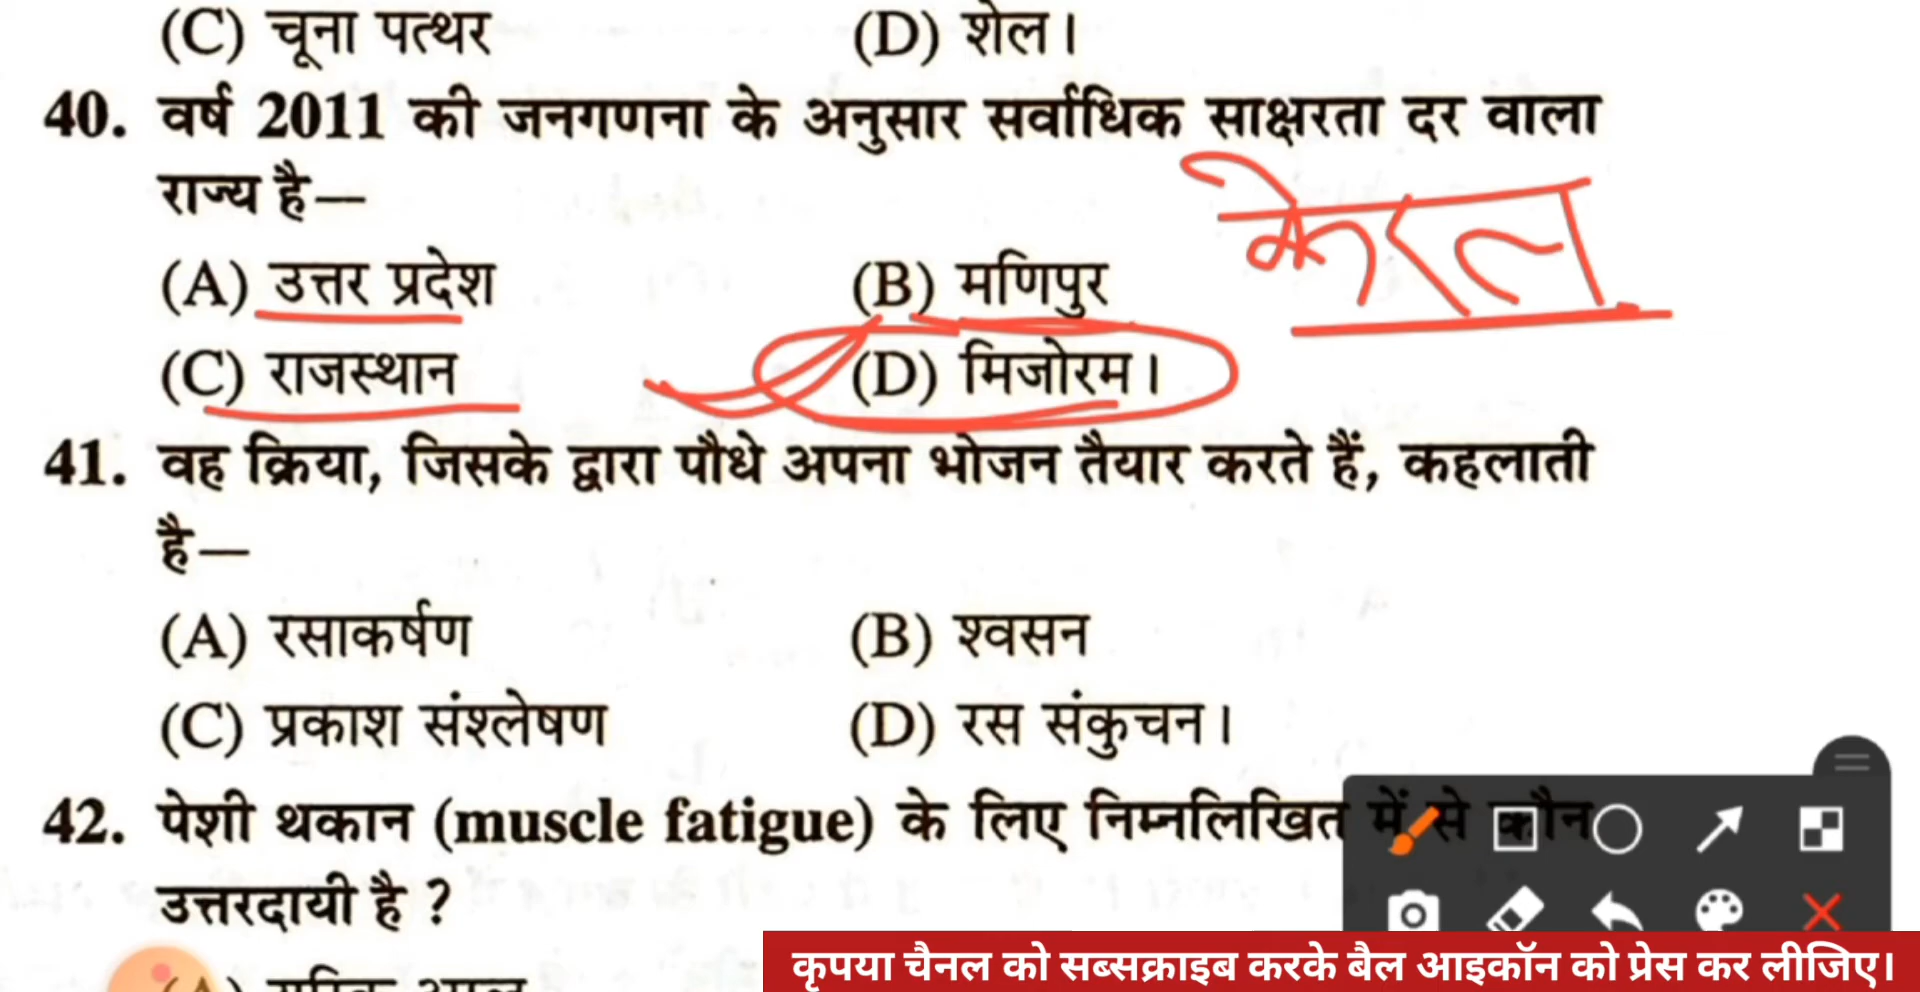 (C) चूना पत्थर (D) शेल।
40. वर्ष 2011 की जनगणना के अनुसार सर्वाधिक साक्षरता दर वाला
राज्य है—
केरल
(A) उत्तर प्रदेश (B) मणिपुर
(C) राजस्थान (D) मिजोरम।
41. वह क्रिया, जिसके द्वारा पौधे अपना भोजन तैयार करते हैं, कहलाती
है—
(A) रसाकर्षण (B) श्वसन
(C) प्रकाश संश्लेषण (D) रस संकुचन।
42. पेशी थकान (muscle fatigue) के लिए निम्नलिखित में से कौन
उत्तरदायी है ?
कृपया चैनल को सब्सक्राइब करके बैल आइकॉन को प्रेस कर लीजिए।